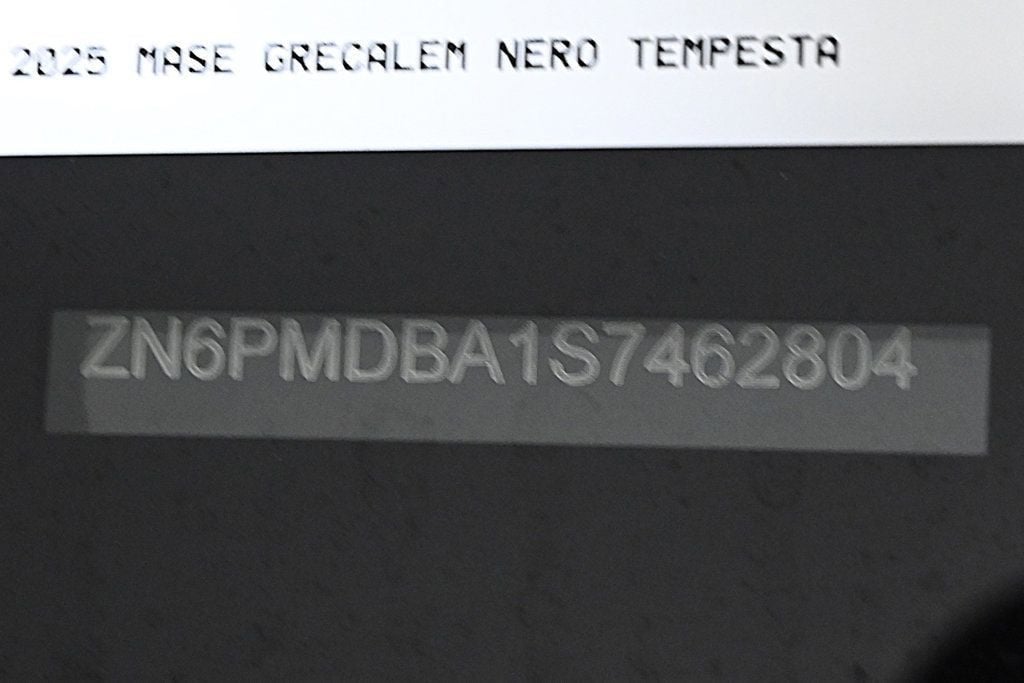 2025 MASE GRECALEM NERO TEMPESTA
ZN6PMDBA1S7462804